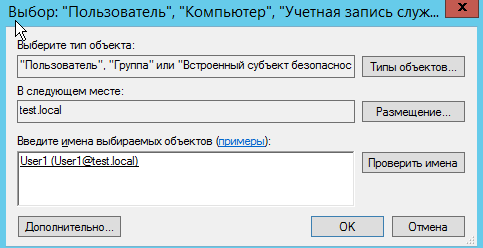 Выбор: "Пользователь", "Компьютер", "Учетная запись служ...
x
Выберите тип объекта:
"Пользователь", "Группа" или "Встроенный субъект безопаснос
Типы объектов...
В следующем месте:
test.local
Размещение...
Введите имена выбираемых объектов (примеры):
User1 (User1@test.local)
Проверить имена
Дополнительно...
ОК
Отмена